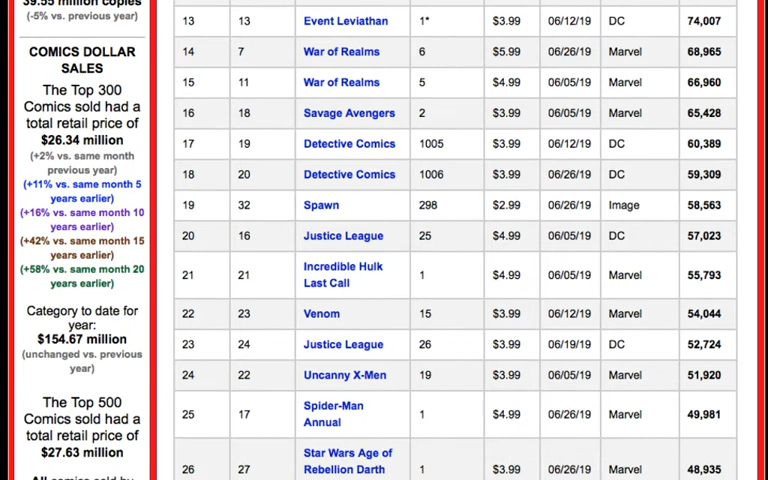 39.55 million copies
(-5% vs. previous year)
COMICS DOLLAR
SALES
The Top 300
Comics sold had a
total retail price of
$26.34 million
(+2% vs. same month
previous year)
(+11% vs. same month 5
years earlier)
(+16% vs. same month 10
years earlier)
(+42% vs. same month 15
years earlier)
(+58% vs. same month 20
years earlier)
Category to date for
year:
$154.67 million
(unchanged vs. previous
year)
The Top 500
Comics sold had a
total retail price of
$27.63 million
13 13 Event Leviathan 1* $3.99 06/12/19 DC 74,007
14 7 War of Realms 6 $5.99 06/26/19 Marvel 68,965
15 11 War of Realms 5 $4.99 06/05/19 Marvel 66,960
16 18 Savage Avengers 2 $3.99 06/05/19 Marvel 65,428
17 19 Detective Comics 1005 $3.99 06/12/19 DC 60,389
18 20 Detective Comics 1006 $3.99 06/26/19 DC 59,309
19 32 Spawn 298 $2.99 06/26/19 Image 58,563
20 16 Justice League 25 $4.99 06/05/19 DC 57,023
21 21 Incredible Hulk
Last Call 1 $4.99 06/05/19 Marvel 55,793
22 23 Venom 15 $3.99 06/12/19 Marvel 54,044
23 24 Justice League 26 $3.99 06/19/19 DC 52,724
24 22 Uncanny X-Men 19 $3.99 06/05/19 Marvel 51,920
25 17 Spider-Man
Annual 1 $4.99 06/26/19 Marvel 49,981
26 27 Star Wars Age of
Rebellion Darth 1 $3.99 06/26/19 Marvel 48,935